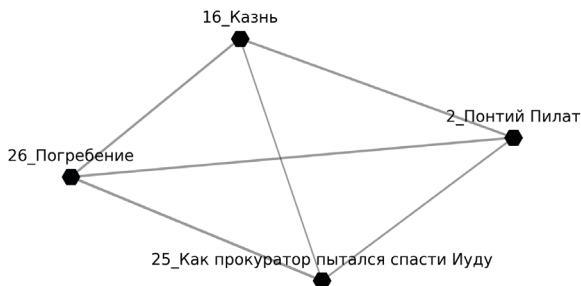 16_Казнь
2_Понтий Пилат
26_Погребение
25_Как прокуратор пытался спасти Иуду